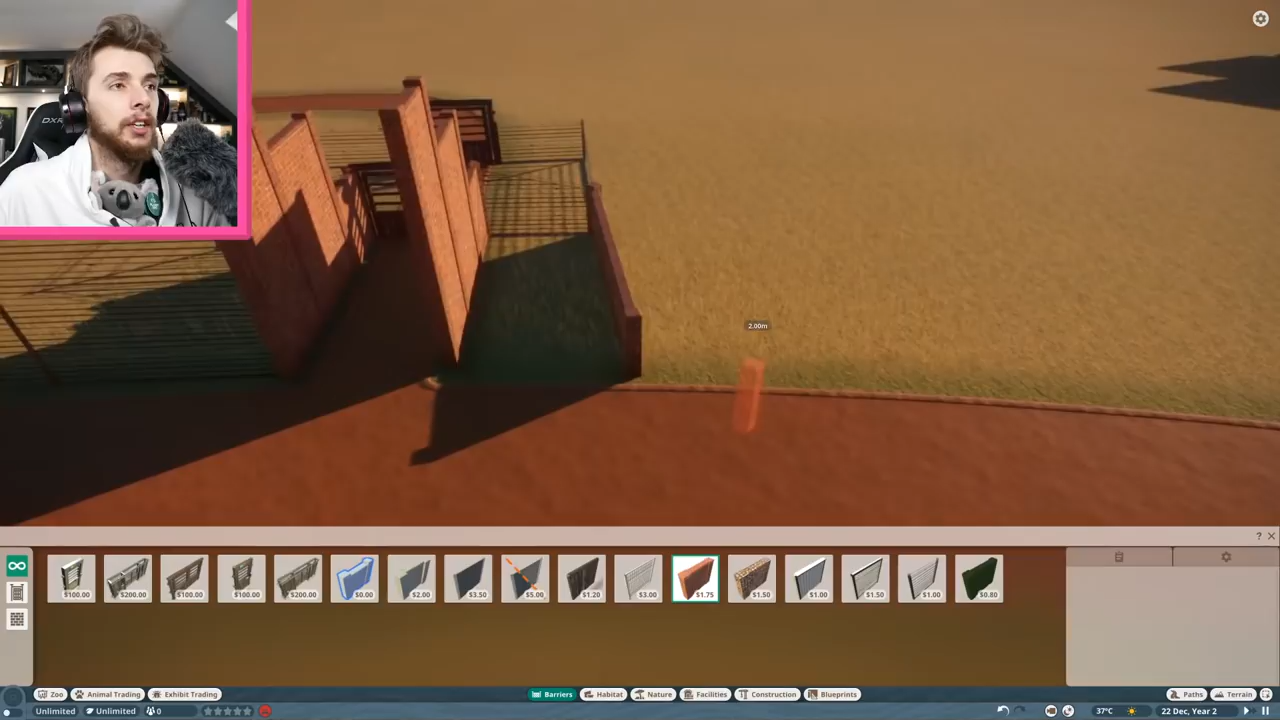 DXR
2.00m
? ×
$100.00 $200.00 $100.00 $100.00 $200.00 $0.00 $2.00 $3.50 $5.00 $1.20 $3.00 $1.75 $1.50 $1.00 $1.50 $1.00 $0.80
Zoo Animal Trading Exhibit Trading Barriers Habitat Nature Facilities Construction Blueprints Paths Terrain
Unlimited Unlimited 0 37°C 22 Dec, Year 2